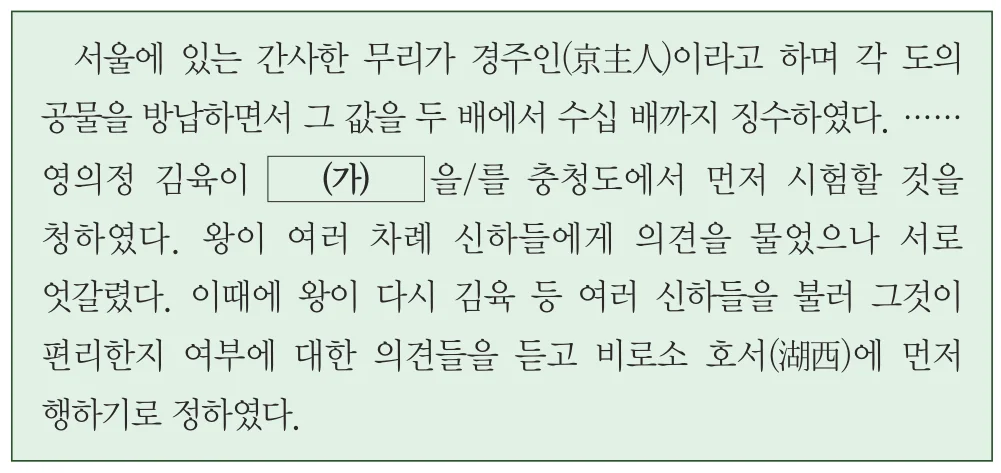 서울에 있는 간사한 무리가 경주인(京主人)이라고 하며 각 도의
공물을 방납하면서 그 값을 두 배에서 수십 배까지 징수하였다. ……
영의정 김육이 (가) 을/를 충청도에서 먼저 시험할 것을
청하였다. 왕이 여러 차례 신하들에게 의견을 물었으나 서로
엇갈렸다. 이때에 왕이 다시 김육 등 여러 신하들을 불러 그것이
편리한지 여부에 대한 의견들을 듣고 비로소 호서(湖西)에 먼저
행하기로 정하였다.